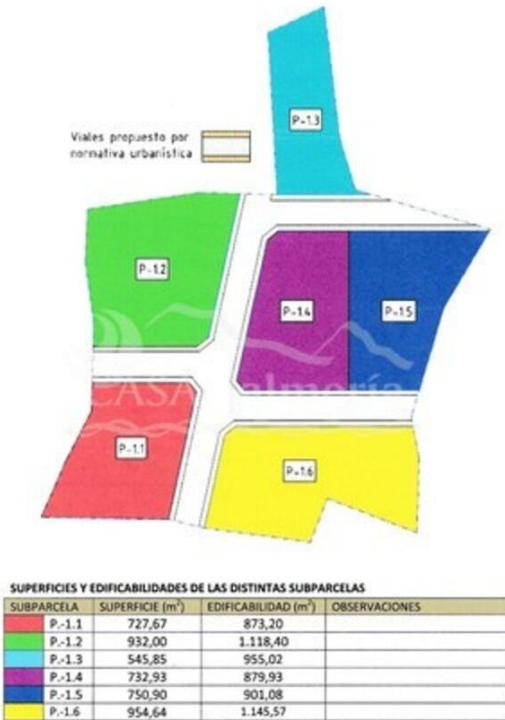 P-1.3
Viales propuesto por
normativa urbanística
P-1.2
P-1.4
P-1.5
CASA almería
P-1.1
P-1.6
SUPERFICIES Y EDIFICABILIDADES DE LAS DISTINTAS SUBPARCELAS
SUBPARCELA SUPERFICIE (m²) EDIFICABILIDAD (m²) OBSERVACIONES
P.-1.1 727,67 873,20
P.-1.2 932,00 1.118,40
P.-1.3 545,85 955,02
P.-1.4 732,93 879,93
P.-1.5 750,90 901,08
P.-1.6 954,64 1.145,57